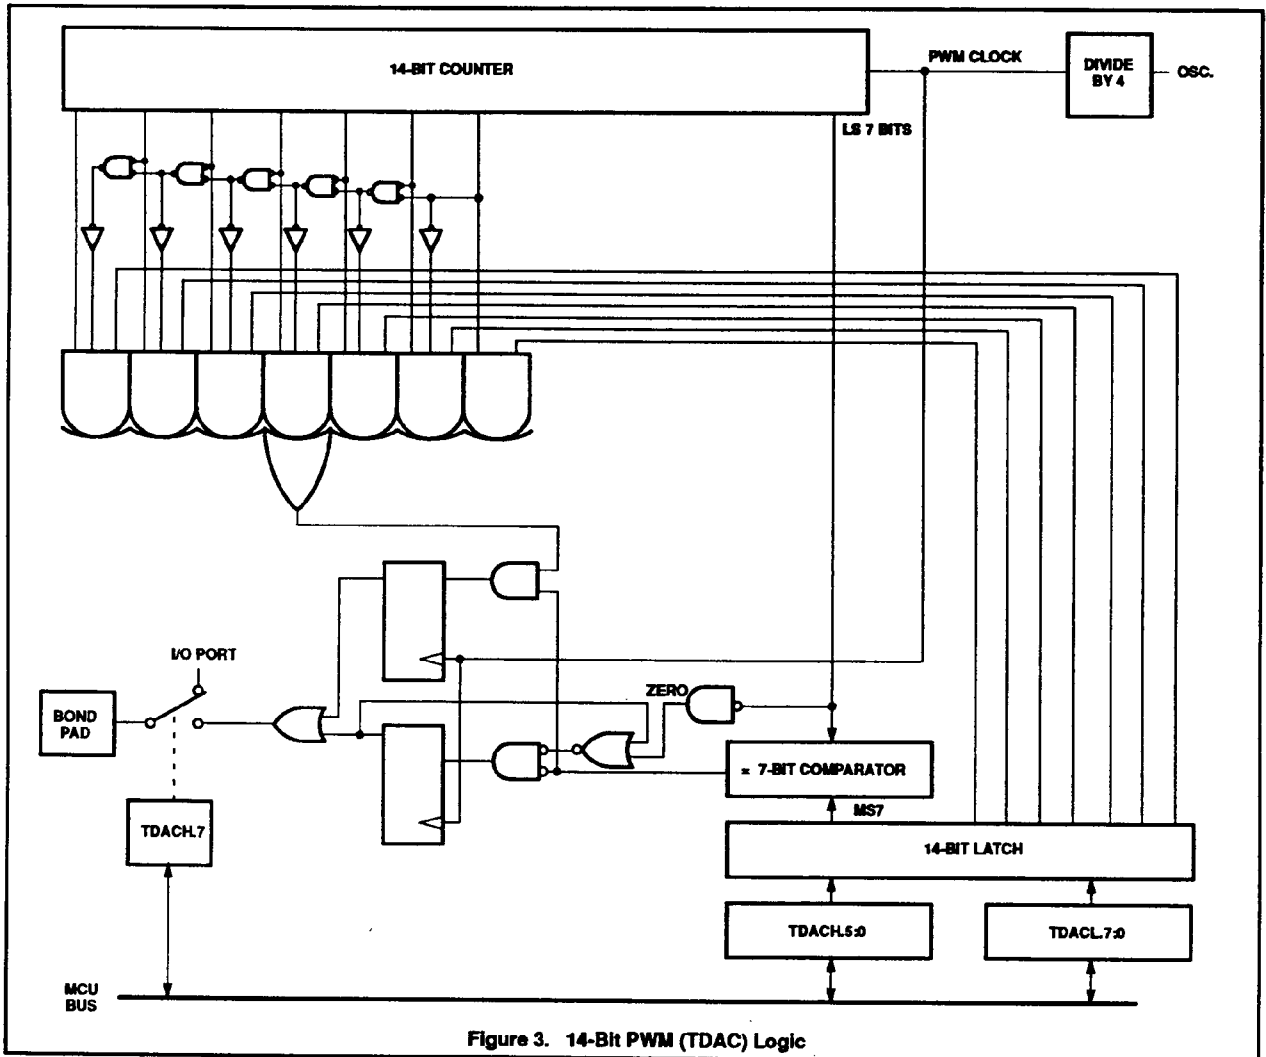 14-BIT COUNTER
PWM CLOCK
DIVIDE
BY 4
OSC.
LS 7 BITS
I/O PORT
BOND
PAD
ZERO
= 7-BIT COMPARATOR
MS7
TDACH.7
14-BIT LATCH
TDACH.5:0
TDACL.7:0
MCU
BUS
Figure 3. 14-Bit PWM (TDAC) Logic